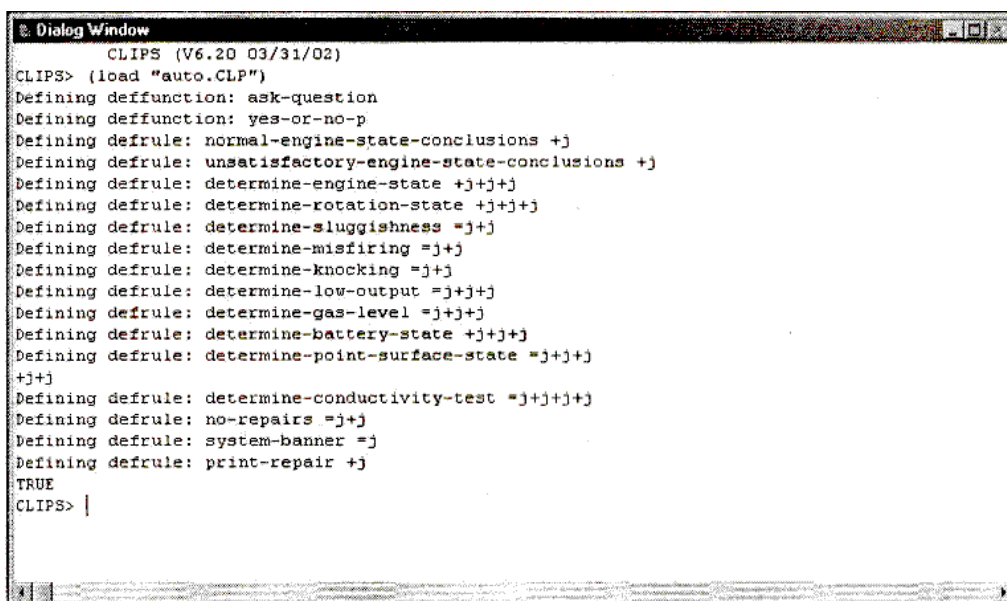 Dialog Window
CLIPS (V6.20 03/31/02)
CLIPS> (load "auto.CLP")
Defining deffunction: ask-question
Defining deffunction: yes-or-no-p
Defining defrule: normal-engine-state-conclusions +j
Defining defrule: unsatisfactory-engine-state-conclusions +j
Defining defrule: determine-engine-state +j+j+j
Defining defrule: determine-rotation-state +j+j+j
Defining defrule: determine-sluggishness =j+j
Defining defrule: determine-misfiring =j+j
Defining defrule: determine-knocking =j+j
Defining defrule: determine-low-output =j+j+j
Defining defrule: determine-gas-level =j+j+j
Defining defrule: determine-battery-state +j+j+j
Defining defrule: determine-point-surface-state =j+j+j
+j+j
Defining defrule: determine-conductivity-test =j+j+j+j
Defining defrule: no-repairs =j+j
Defining defrule: system-banner =j
Defining defrule: print-repair +j
TRUE
CLIPS>